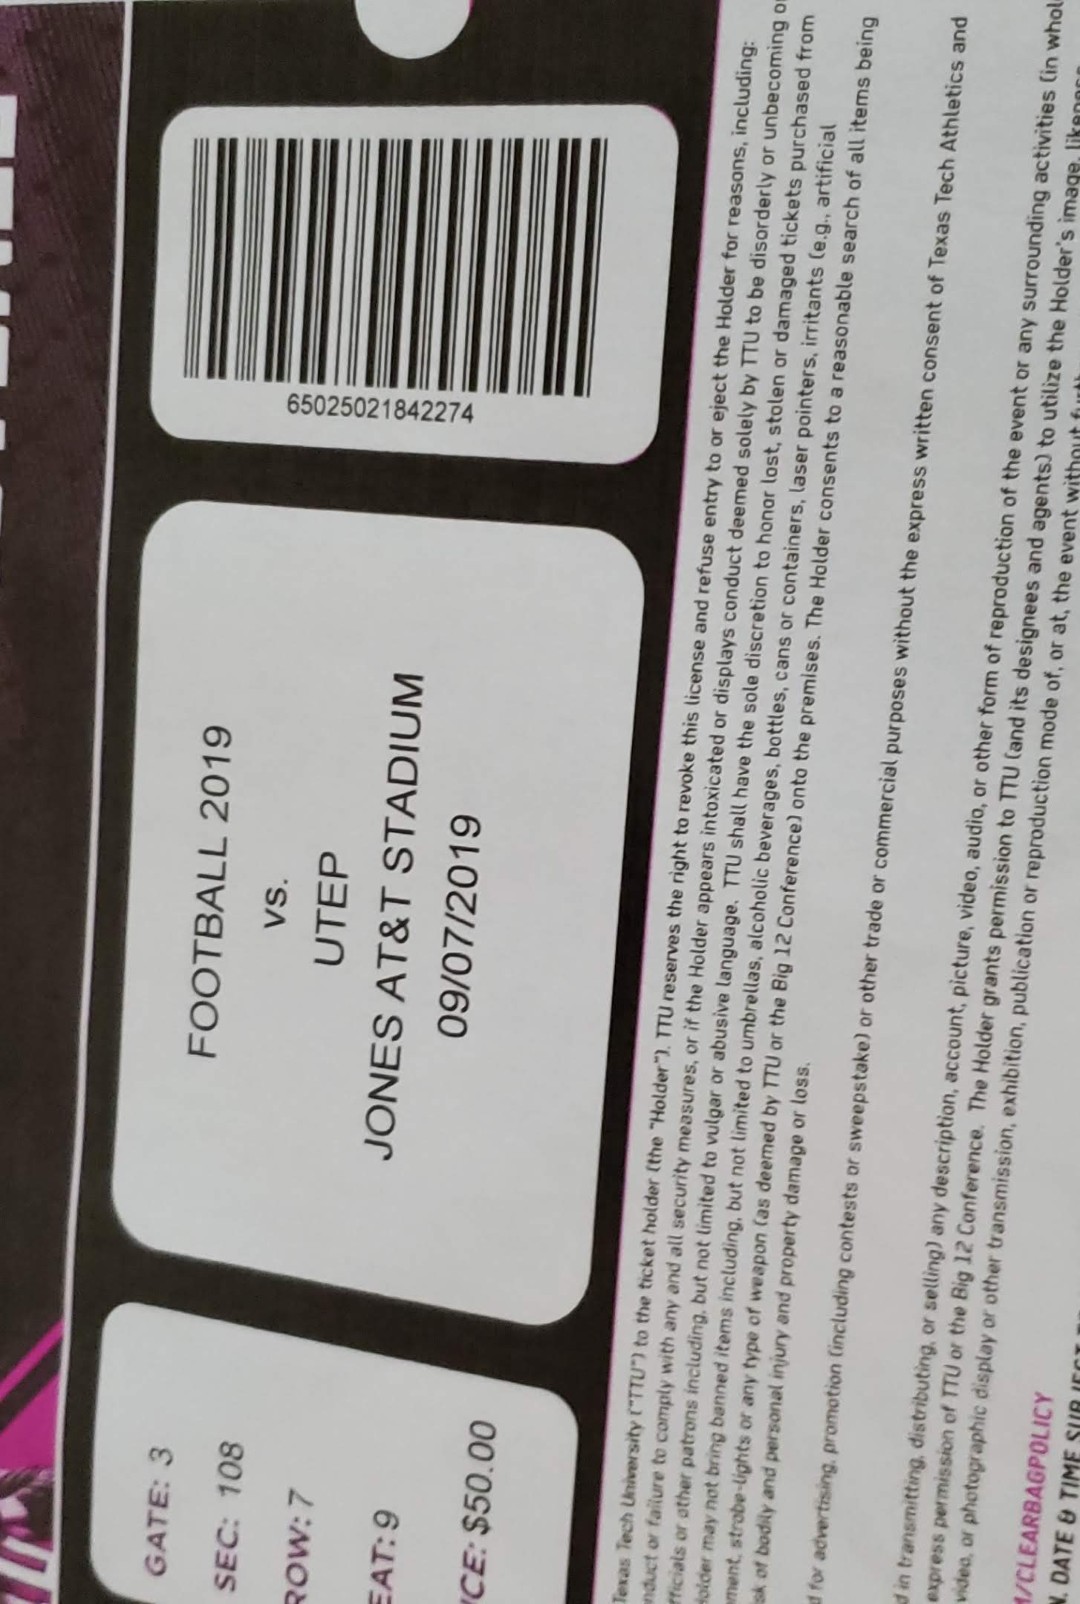 GATE: 3
SEC: 108
ROW: 7
EAT: 9
ICE: $50.00
FOOTBALL 2019
vs.
UTEP
JONES AT&T STADIUM
09/07/2019
65025021842274
Texas Tech University ("TTU") to the ticket holder (the "Holder"). TTU reserves the right to revoke this license and refuse entry to or eject the Holder for reasons, including:
nduct or failure to comply with any and all security measures, or if the Holder appears intoxicated or displays conduct deemed solely by TTU to be disorderly or unbecoming or
fficials or other patrons including, but not limited to vulgar or abusive language. TTU shall have the sole discretion to honor lost, stolen or damaged tickets purchased from
Holder may not bring banned items including, but not limited to umbrellas, alcoholic beverages, bottles, cans or containers, laser pointers, irritants (e.g., artificial
ment, strobe-lights or any type of weapon (as deemed by TTU or the Big 12 Conference) onto the premises. The Holder consents to a reasonable search of all items being
sk of bodily and personal injury and property damage or loss.
d for advertising, promotion (including contests or sweepstake) or other trade or commercial purposes without the express written consent of Texas Tech Athletics and
d in transmitting, distributing, or selling) any description, account, picture, video, audio, or other form of reproduction of the event or any surrounding activities (in whol
express permission of TTU or the Big 12 Conference. The Holder grants permission to TTU (and its designees and agents) to utilize the Holder's image, likeness
video, or photographic display or other transmission, exhibition, publication or reproduction mode of, or at, the event without
M/CLEARBAGPOLICY
DATE & TIME SUBJECT